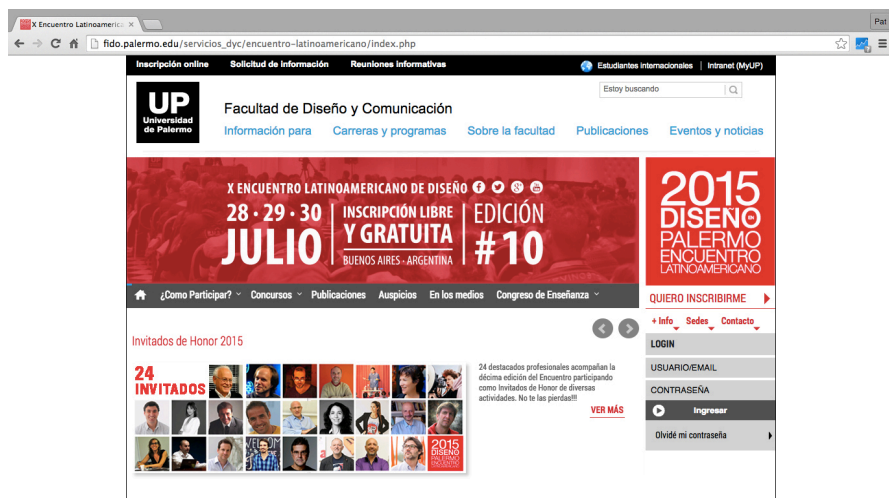 X Encuentro Latinoameric
Pat
fido.palermo.edu/servicios_dyc/encuentro-latinoamericano/index.php
Inscripción online Solicitud de Información Reuniones Informativas Estudiantes internacionales | Intranet (MyUP)
Estoy buscando
UP
Universidad
de Palermo
Facultad de Diseño y Comunicación
Información para Carreras y programas Sobre la facultad Publicaciones Eventos y noticias
X ENCUENTRO LATINOAMERICANO DE DISEÑO
28 · 29 · 30
JULIO
INSCRIPCIÓN LIBRE
Y GRATUITA
BUENOS AIRES · ARGENTINA
EDICIÓN
#10
2015
DISEÑO
EN
PALERMO
ENCUENTRO
LATINOAMERICANO
¿Como Participar? Concursos Publicaciones Auspicios En los medios Congreso de Enseñanza
QUIERO INSCRIBIRME
+ Info Sedes Contacto
LOGIN
USUARIO/EMAIL
CONTRASEÑA
Ingresar
Olvidé mi contraseña
Invitados de Honor 2015
24
INVITADOS
2015
DISEÑO
PALERMO
ENCUENTRO
24 destacados profesionales acompañan la
décima edición del Encuentro participando
como Invitados de Honor de diversas
actividades. No te las pierdas!!!
VER MÁS